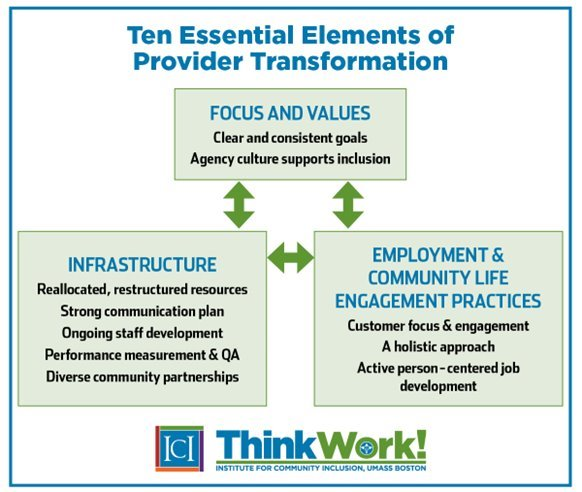 Ten Essential Elements of
Provider Transformation
FOCUS AND VALUES
Clear and consistent goals
Agency culture supports inclusion
INFRASTRUCTURE
Reallocated, restructured resources
Strong communication plan
Ongoing staff development
Performance measurement & QA
Diverse community partnerships
EMPLOYMENT &
COMMUNITY LIFE
ENGAGEMENT PRACTICES
Customer focus & engagement
A holistic approach
Active person-centered job
development
ICI
ThinkWork!
INSTITUTE FOR COMMUNITY INCLUSION, UMASS BOSTON